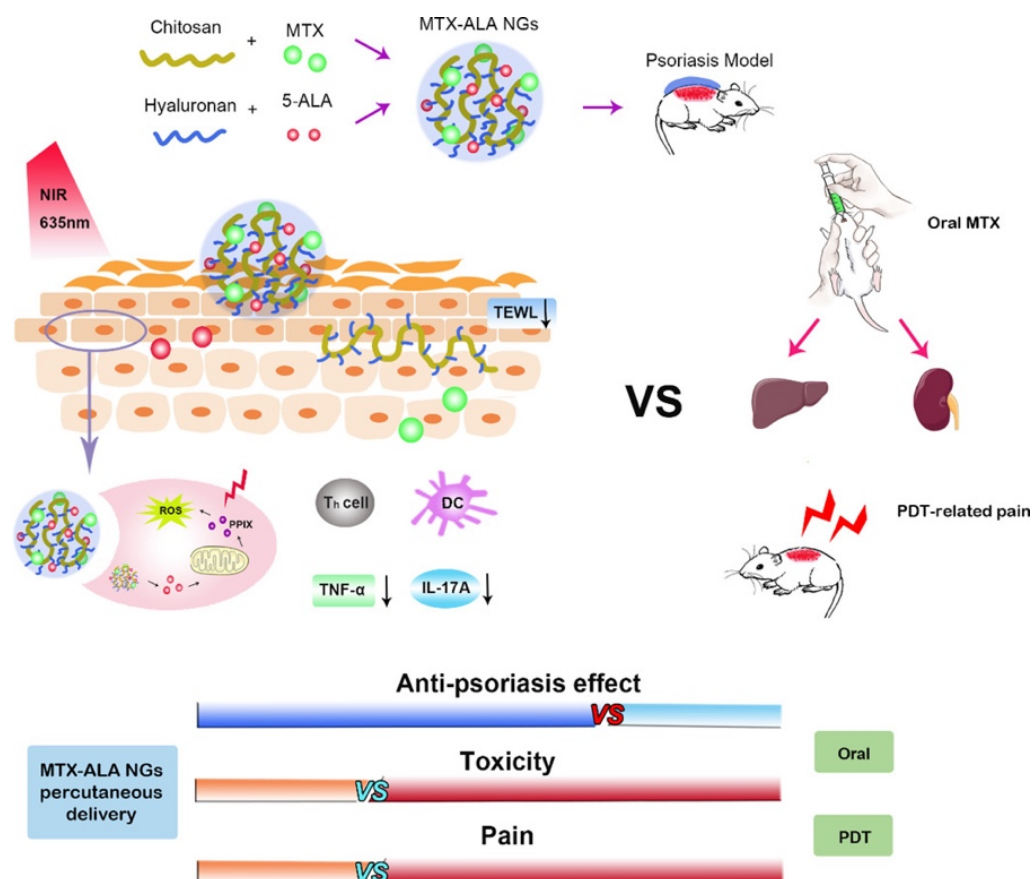 Chitosan + MTX
MTX-ALA NGs
Hyaluronan + 5-ALA
Psoriasis Model
NIR
635nm
Oral MTX
TEWL
VS
ROS
PPIX
Th cell
DC
TNF-α
IL-17A
PDT-related pain
Anti-psoriasis effect
VS
MTX-ALA NGs
percutaneous
delivery
Toxicity
VS
Oral
Pain
VS
PDT